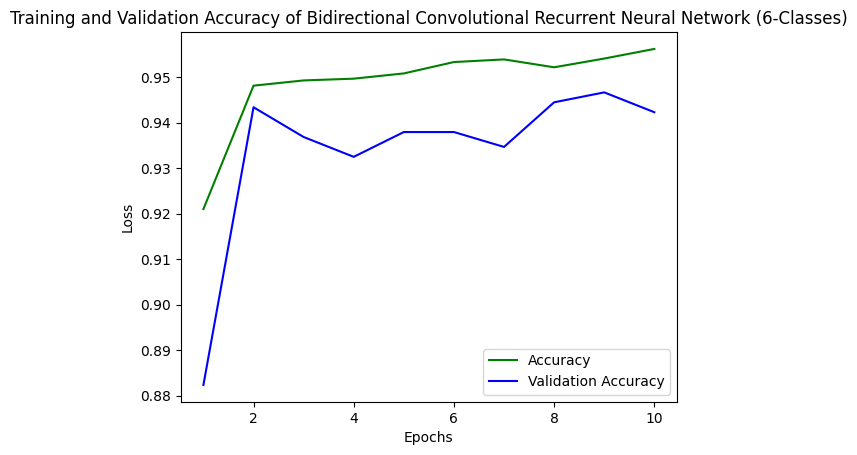 Training and Validation Accuracy of Bidirectional Convolutional Recurrent Neural Network (6-Classes)
0.95
0.94
0.93
0.92
0.91
0.90
0.89
0.88
Loss
Accuracy
Validation Accuracy
2
4
6
8
10
Epochs